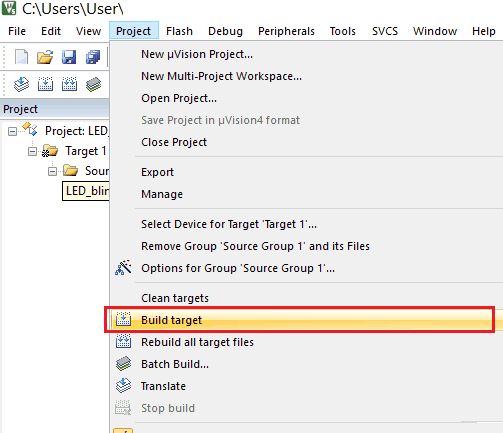 C:\Users\User\
File Edit View Project Flash Debug Peripherals Tools SVCS Window Help
New µVision Project...
New Multi-Project Workspace...
Open Project...
Save Project in µVision4 format
Close Project
Export
Manage
Select Device for Target 'Target 1'...
Remove Group 'Source Group 1' and its Files
Options for Group 'Source Group 1'...
Clean targets
Build target
Rebuild all target files
Batch Build...
Translate
Stop build
Project
Project: LED_
Target 1
Sour
LED_blin